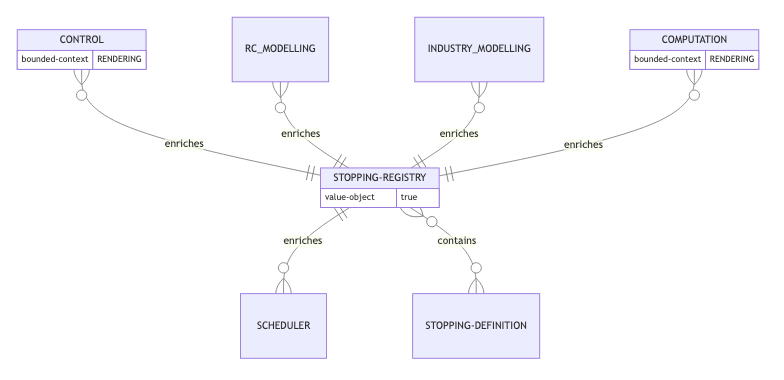 CONTROL
bounded-context RENDERING
RC_MODELLING
INDUSTRY_MODELLING
COMPUTATION
bounded-context RENDERING
enriches
enriches
enriches
enriches
STOPPING-REGISTRY
value-object true
enriches
contains
SCHEDULER
STOPPING-DEFINITION